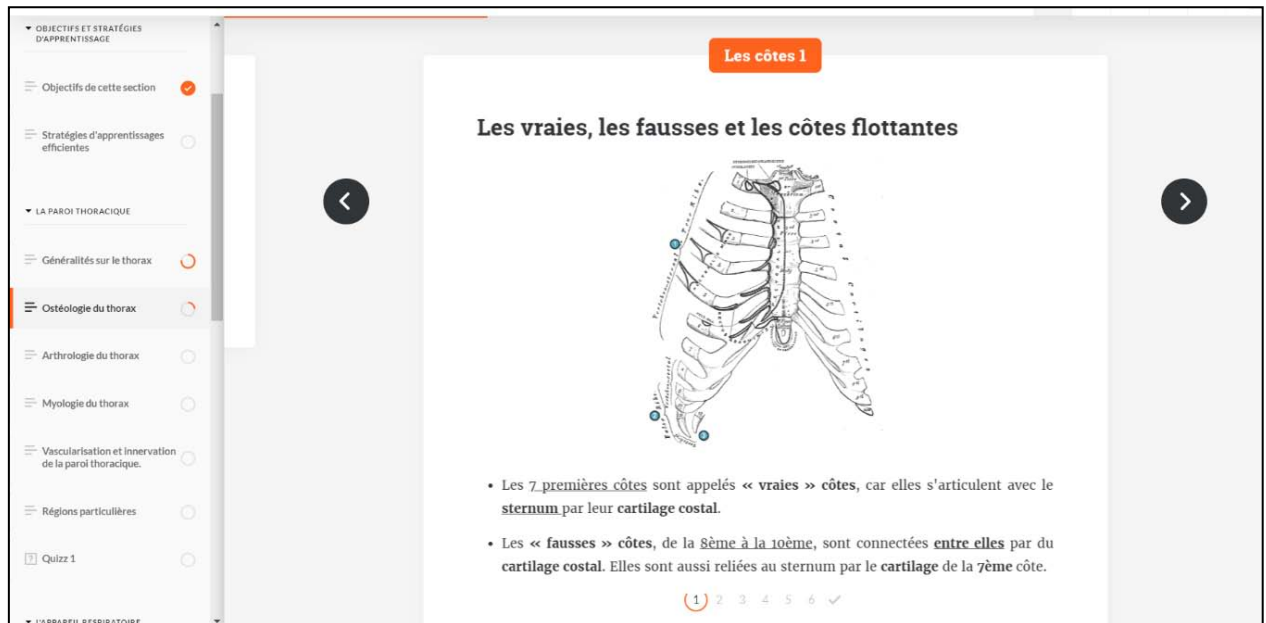 OBJECTIFS ET STRATÉGIES
D'APPRENTISSAGE
Objectifs de cette section
Stratégies d'apprentissages
efficientes
LA PAROI THORACIQUE
Généralités sur le thorax
Ostéologie du thorax
Arthrologie du thorax
Myologie du thorax
Vascularisation et innervation
de la paroi thoracique.
Régions particulières
? Quizz 1
L'APPAREIL RESPIRATOIRE
Les côtes 1
Les vraies, les fausses et les côtes flottantes
1
2
3
• Les 7 premières côtes sont appelés « vraies » côtes, car elles s'articulent avec le
sternum par leur cartilage costal.
• Les « fausses » côtes, de la 8ème à la 10ème, sont connectées entre elles par du
cartilage costal. Elles sont aussi reliées au sternum par le cartilage de la 7ème côte.
1 2 3 4 5 6